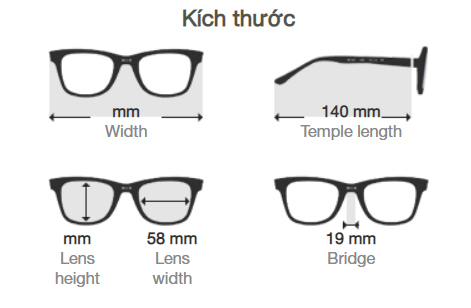 Kích thước
mm
Width
140 mm
Temple length
mm
Lens
height
58 mm
Lens
width
19 mm
Bridge